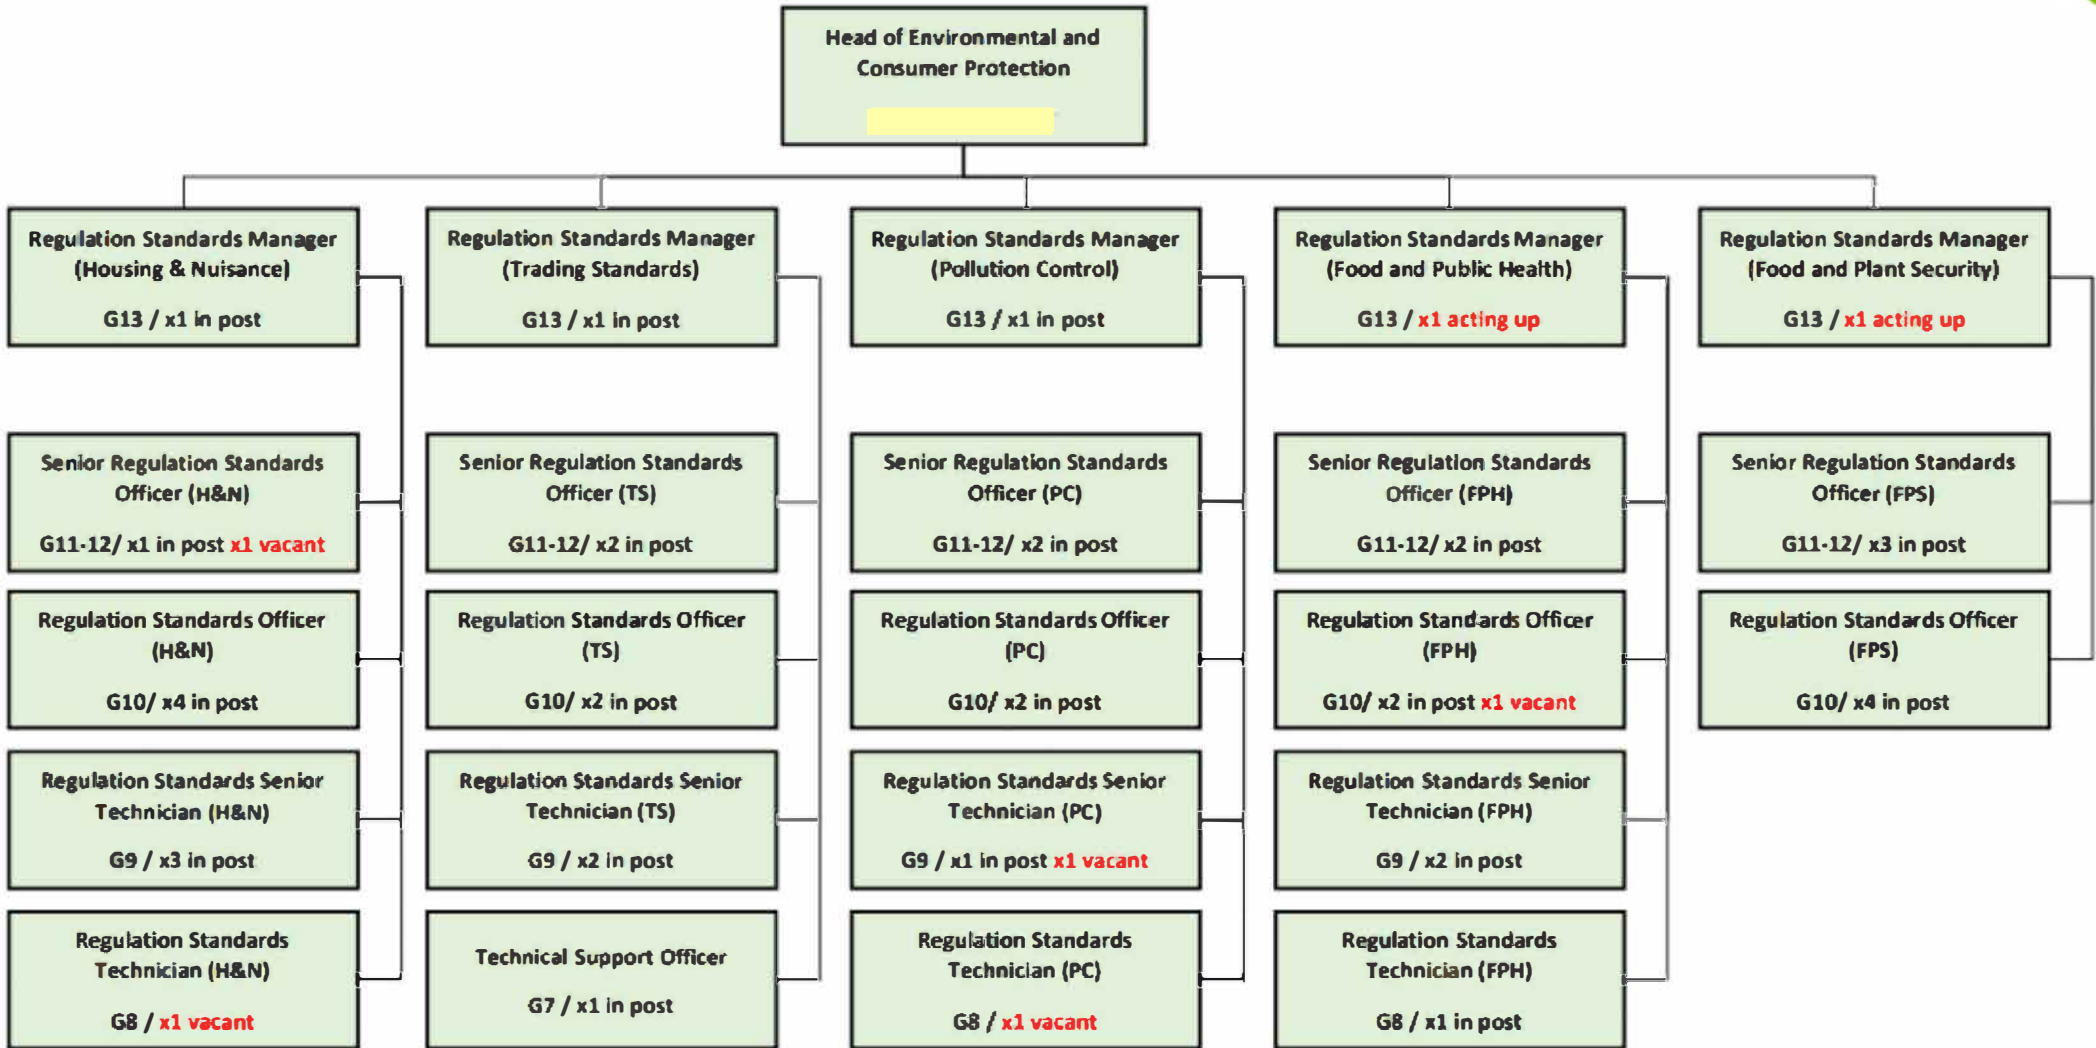 Head of Environmental and
Consumer Protection
Regulation Standards Manager
(Housing & Nuisance)
G13 / x1 in post
Senior Regulation Standards
Officer (H&N)
G11-12/ x1 in post x1 vacant
Regulation Standards Officer
(H&N)
G10/ x4 in post
Regulation Standards Senior
Technician (H&N)
G9 / x3 in post
Regulation Standards
Technician (H&N)
G8 / x1 vacant
Regulation Standards Manager
(Trading Standards)
G13 / x1 in post
Senior Regulation Standards
Officer (TS)
G11-12/ x2 in post
Regulation Standards Officer
(TS)
G10/ x2 in post
Regulation Standards Senior
Technician (TS)
G9 / x2 in post
Technical Support Officer
G7 / x1 in post
Regulation Standards Manager
(Pollution Control)
G13 / x1 in post
Senior Regulation Standards
Officer (PC)
G11-12/ x2 in post
Regulation Standards Officer
(PC)
G10/ x2 in post
Regulation Standards Senior
Technician (PC)
G9 / x1 in post x1 vacant
Regulation Standards
Technician (PC)
G8 / x1 vacant
Regulation Standards Manager
(Food and Public Health)
G13 / x1 acting up
Senior Regulation Standards
Officer (FPH)
G11-12/ x2 in post
Regulation Standards Officer
(FPH)
G10/ x2 in post x1 vacant
Regulation Standards Senior
Technician (FPH)
G9 / x2 in post
Regulation Standards
Technician (FPH)
G8 / x1 in post
Regulation Standards Manager
(Food and Plant Security)
G13 / x1 acting up
Senior Regulation Standards
Officer (FPS)
G11-12/ x3 in post
Regulation Standards Officer
(FPS)
G10/ x4 in post